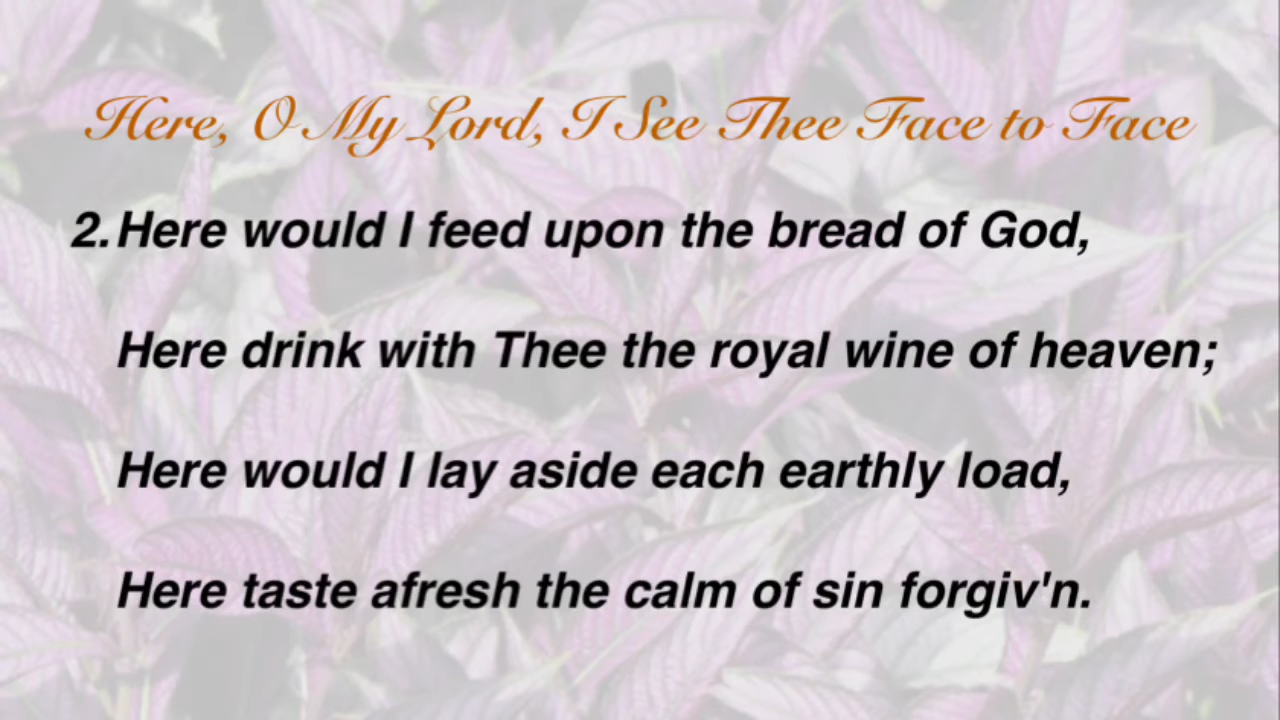 Here, O My Lord, I See Thee Face to Face
2. Here would I feed upon the bread of God,
Here drink with Thee the royal wine of heaven;
Here would I lay aside each earthly load,
Here taste afresh the calm of sin forgiv'n.